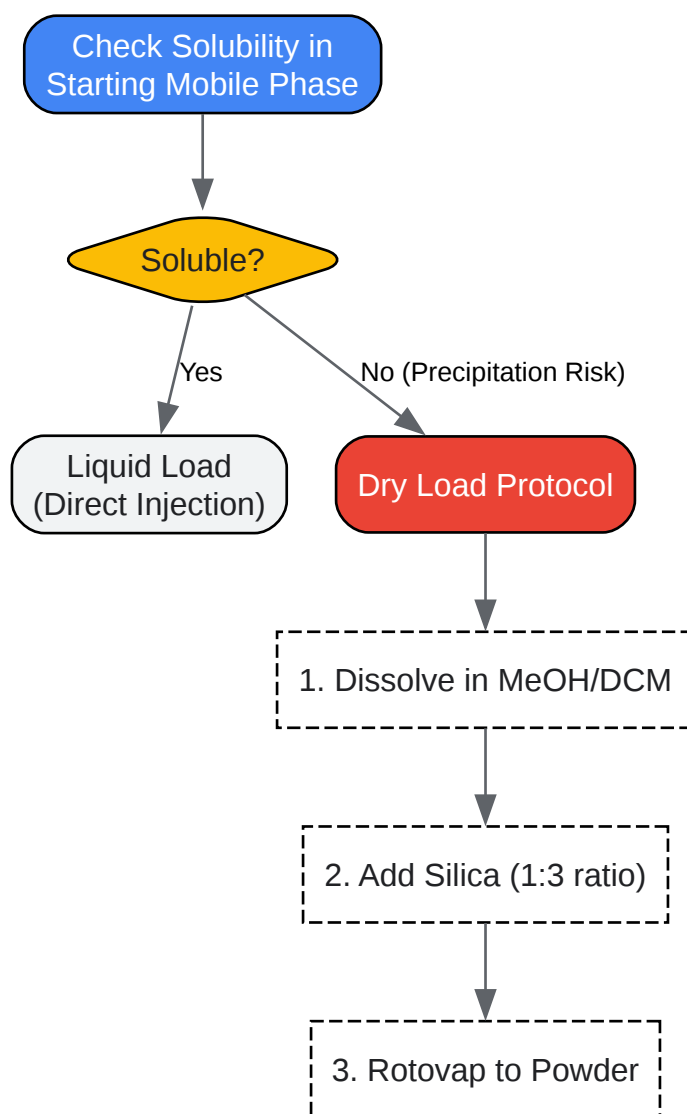 Check Solubility in
Starting Mobile Phase
Soluble?
Yes
No (Precipitation Risk)
Liquid Load
(Direct Injection)
Dry Load Protocol
1. Dissolve in MeOH/DCM
2. Add Silica (1:3 ratio)
3. Rotovap to Powder